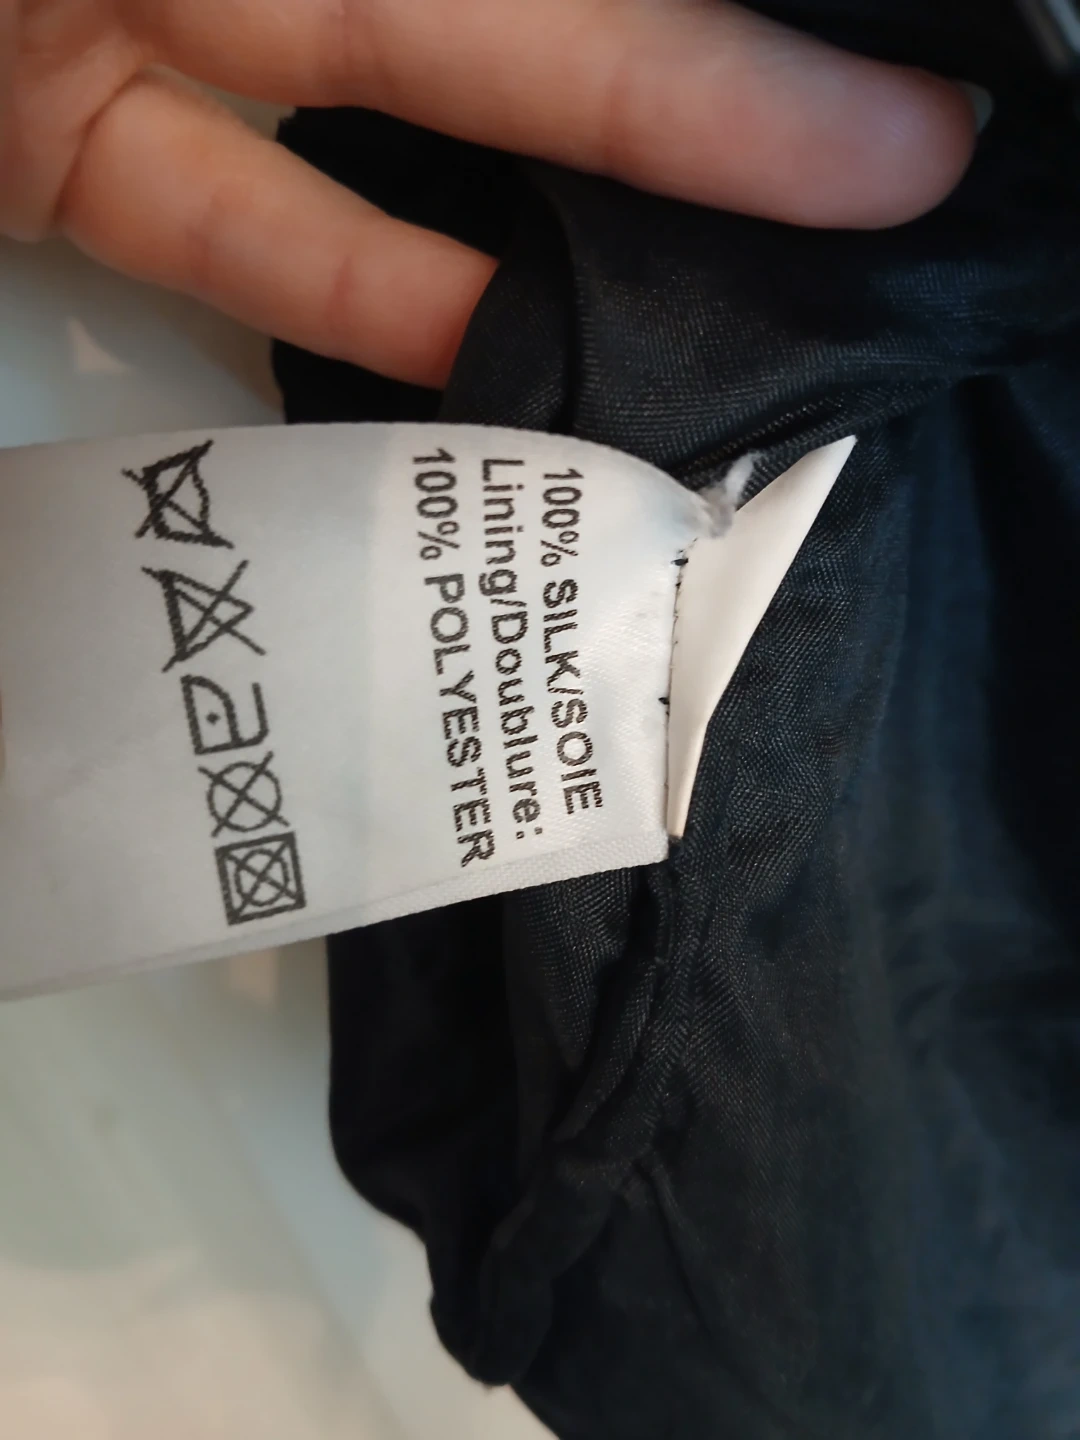 100% SILK/SOIE
Lining/Doublure:
100% POLYESTER